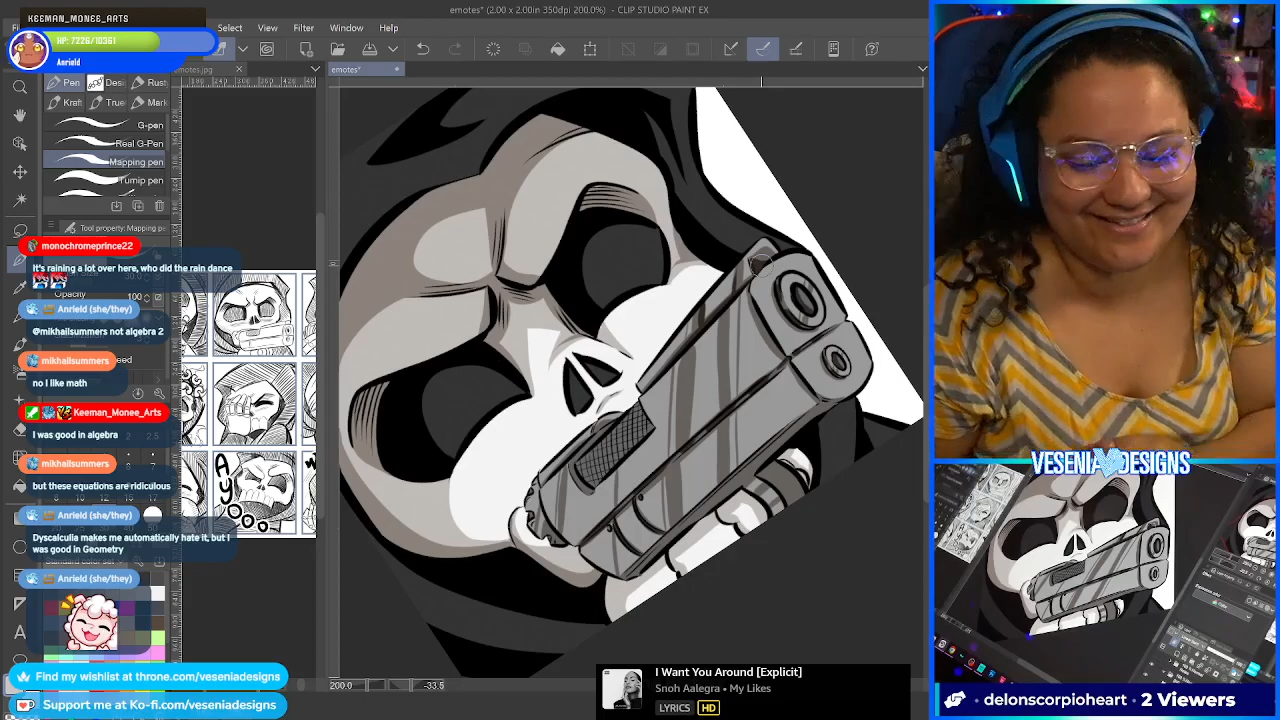 emotes* (2.00 x 2.00in 350dpi 200.0%) - CLIP STUDIO PAINT EX
KEEMAN_MONEE_ARTS
Select Filter Window Help
HP: 7226/10361
Anrield
emotes.jpg
emotes*
Pen
Rust
Kraft
True
Mark
G-pen
Real G-Pen
Mapping pen
Turnip pen
Tool property: Mapping pe
monochromeprince22
It's raining a lot over here, who did the rain dance
Opacity 100
Anrield (she/they)
@mikhailsummers not algebra 2
mikhailsummers
no I like math
Keeman_Monee_Arts
I was good in algebra
mikhailsummers
but these equations are ridiculous
Anrield (she/they)
Dyscalculia makes me automatically hate it, but I
was good in Geometry
Anrield (she/they)
AYOOO
Find my wishlist at throne.com/veseniadesigns
Support me at Ko-fi.com/veseniadesigns
200.0
-33.5
I Want You Around [Explicit]
Snoh Aalegra • My Likes
LYRICS HD
VESENIA DESIGNS
delonscorpioheart • 2 Viewers